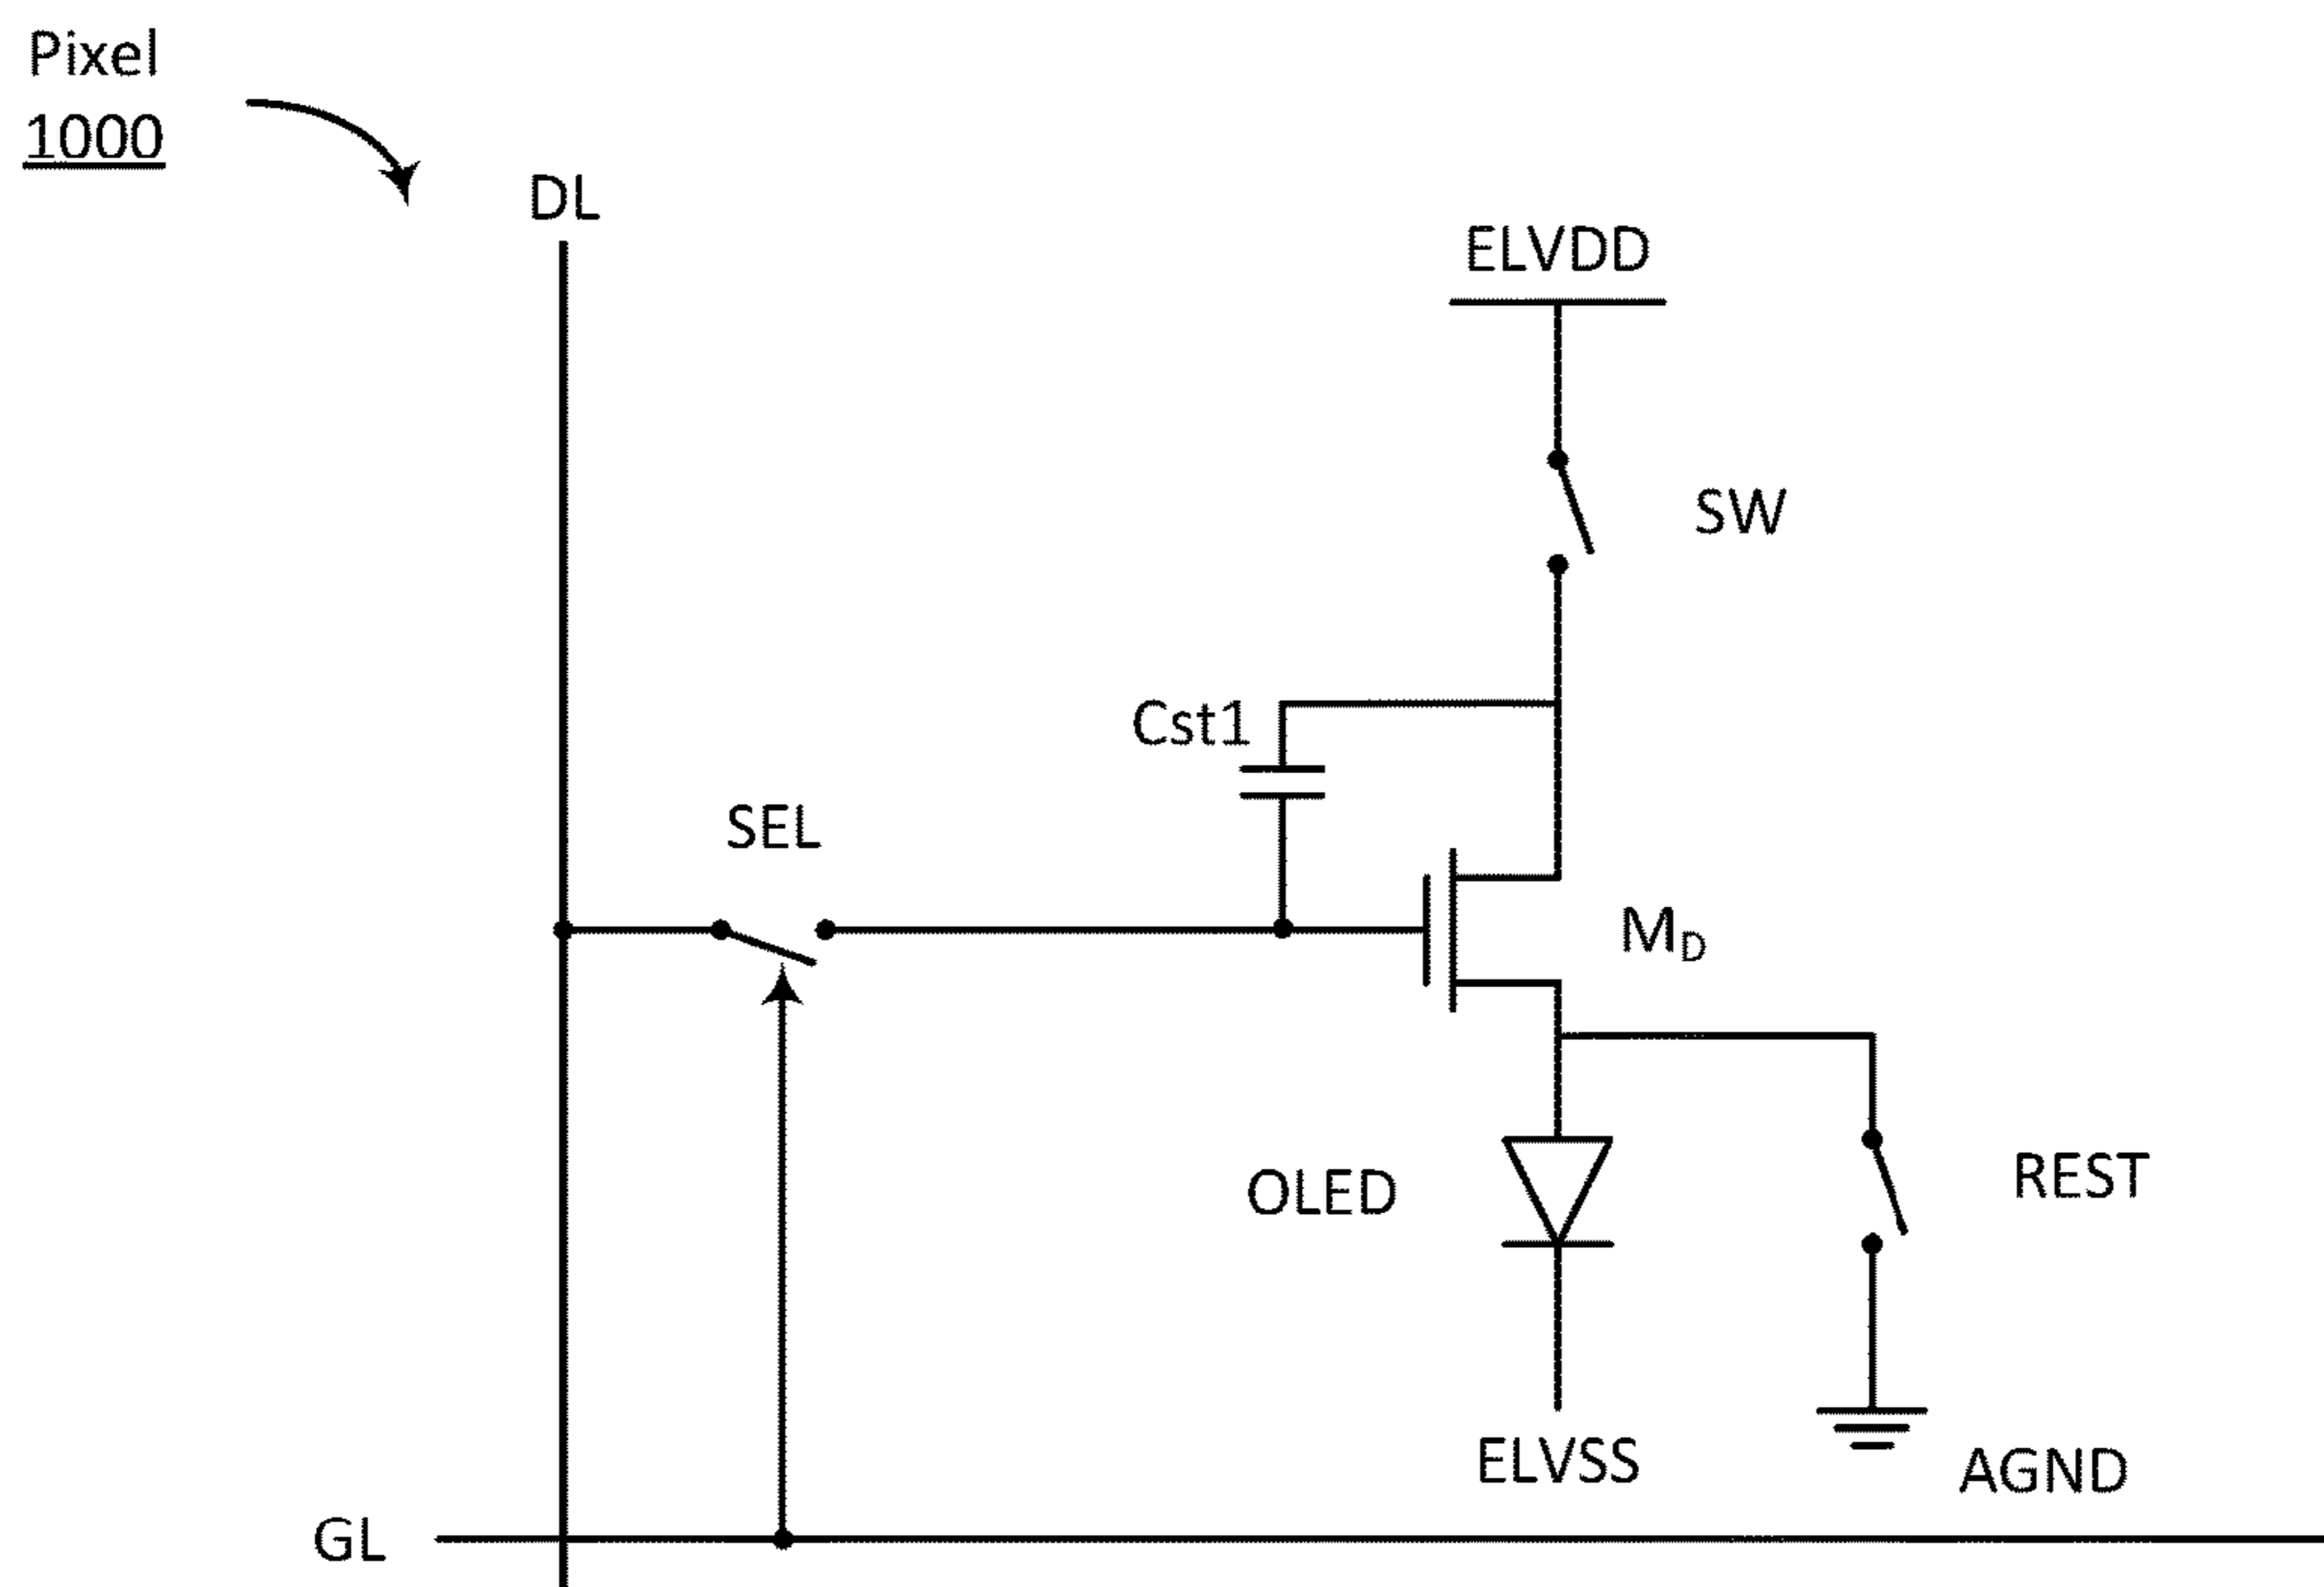 Pixel
1000
DL
ELVDD
SW
Cst1
SEL
MD
OLED
REST
ELVSS
AGND
GL